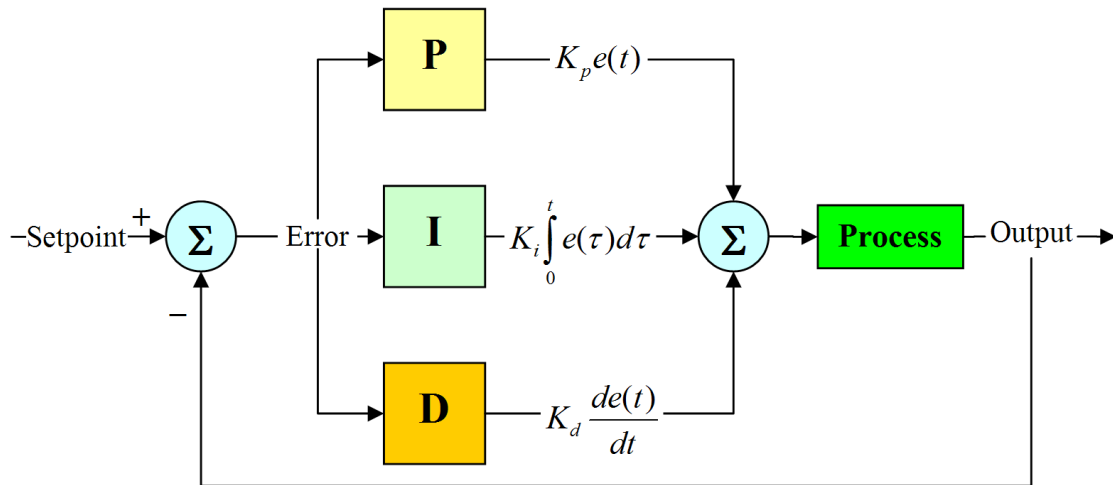 P
K_p e(t)
–Setpoint
+
Σ
–
Error
I
K_i ∫_0^t e(τ)dτ
Σ
Process
Output
D
K_d de(t)/dt